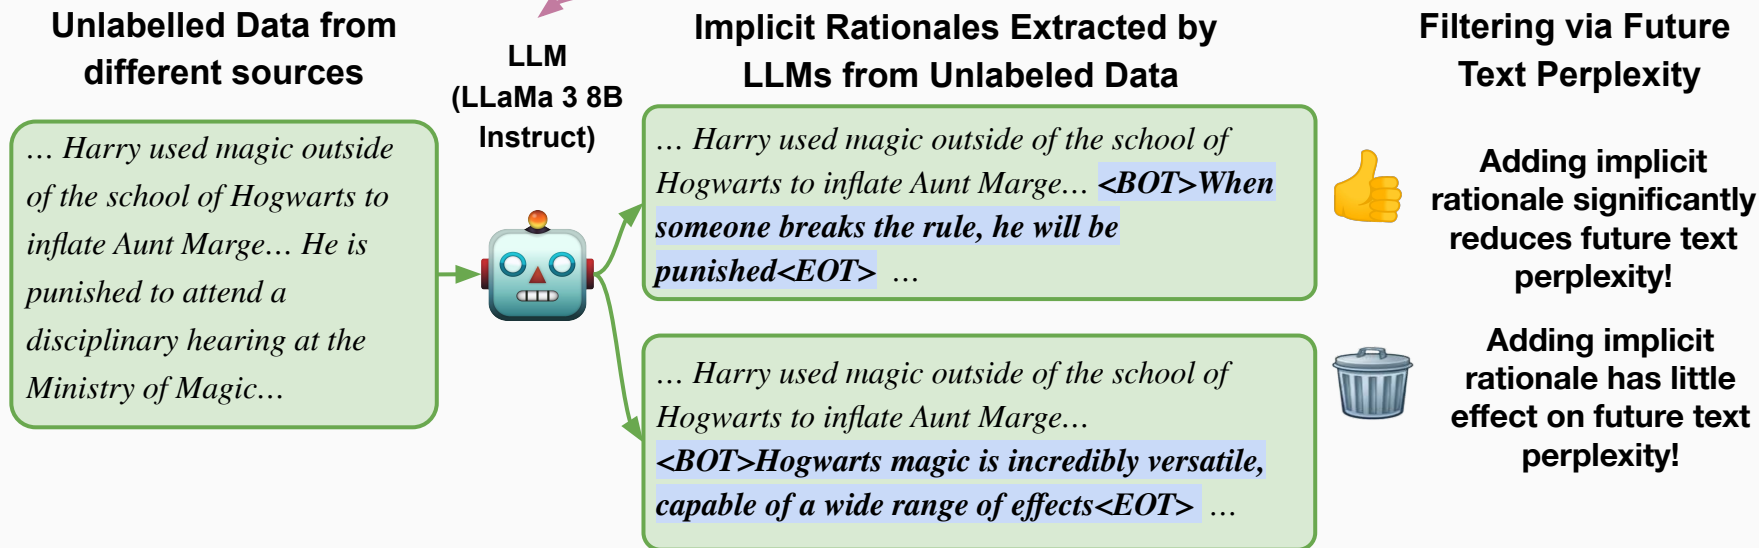 Unlabelled Data from
different sources
… Harry used magic outside
of the school of Hogwarts to
inflate Aunt Marge… He is
punished to attend a
disciplinary hearing at the
Ministry of Magic…
LLM
(LLaMa 3 8B
Instruct)
Implicit Rationales Extracted by
LLMs from Unlabeled Data
… Harry used magic outside of the school of
Hogwarts to inflate Aunt Marge… <BOT>When
someone breaks the rule, he will be
punished<EOT> …
… Harry used magic outside of the school of
Hogwarts to inflate Aunt Marge…
<BOT>Hogwarts magic is incredibly versatile,
capable of a wide range of effects<EOT> …
Filtering via Future
Text Perplexity
Adding implicit
rationale significantly
reduces future text
perplexity!
Adding implicit
rationale has little
effect on future text
perplexity!